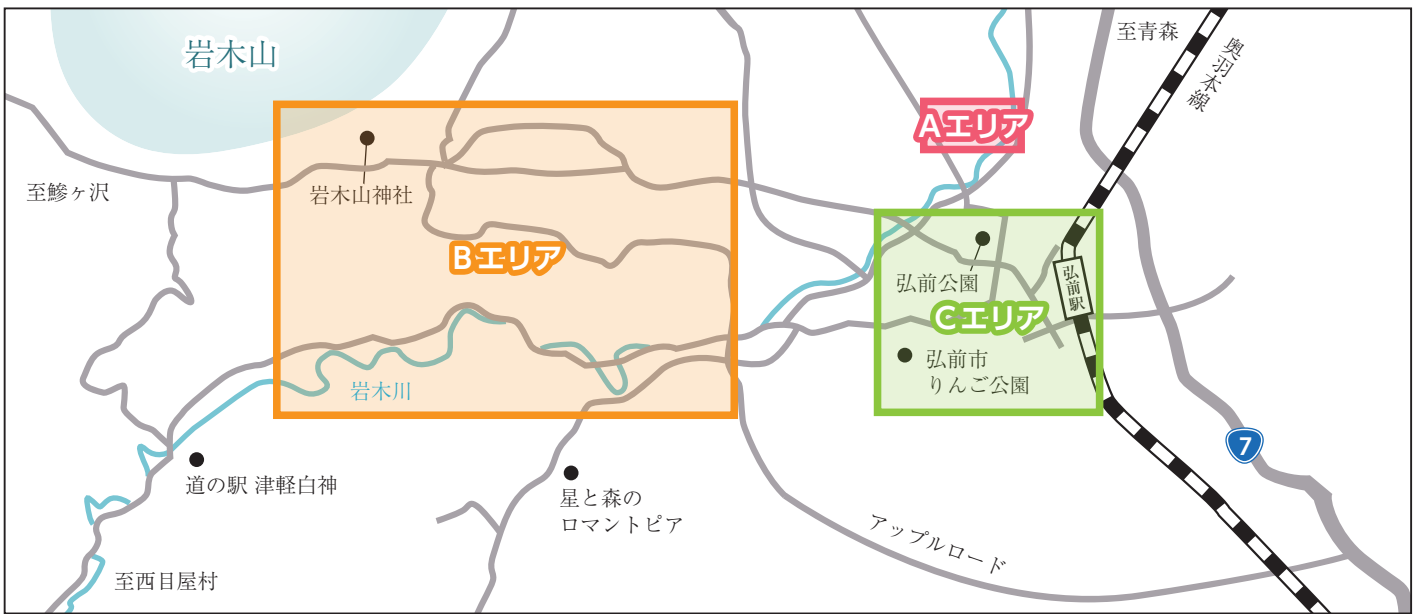 岩木山
至青森
奥羽本線
Aエリア
至鰺ヶ沢
岩木山神社
Bエリア
弘前公園
弘前駅
Cエリア
弘前市
りんご公園
岩木川
7
道の駅 津軽白神
星と森の
ロマントピア
アップルロード
至西目屋村